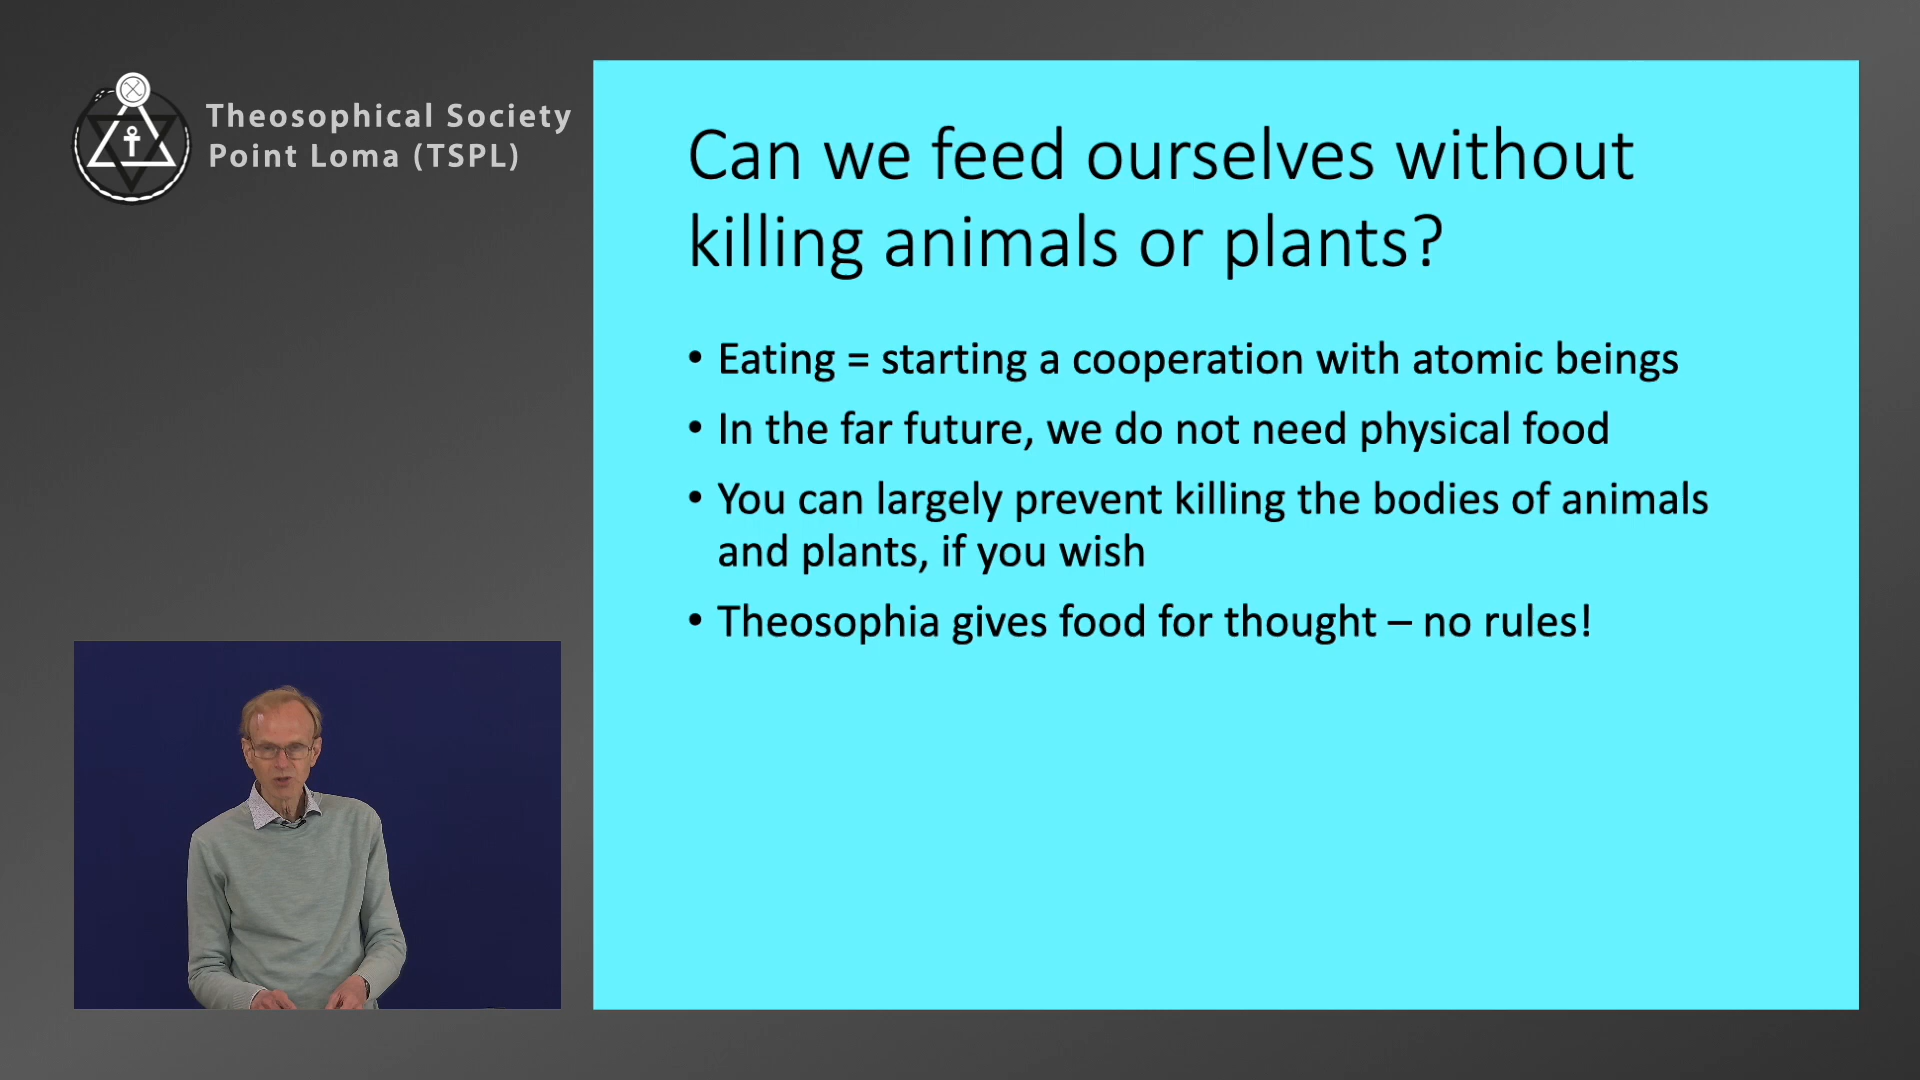 Theosophical Society
Point Loma (TSPL)
Can we feed ourselves without
killing animals or plants?
• Eating = starting a cooperation with atomic beings
• In the far future, we do not need physical food
• You can largely prevent killing the bodies of animals
and plants, if you wish
• Theosophia gives food for thought – no rules!